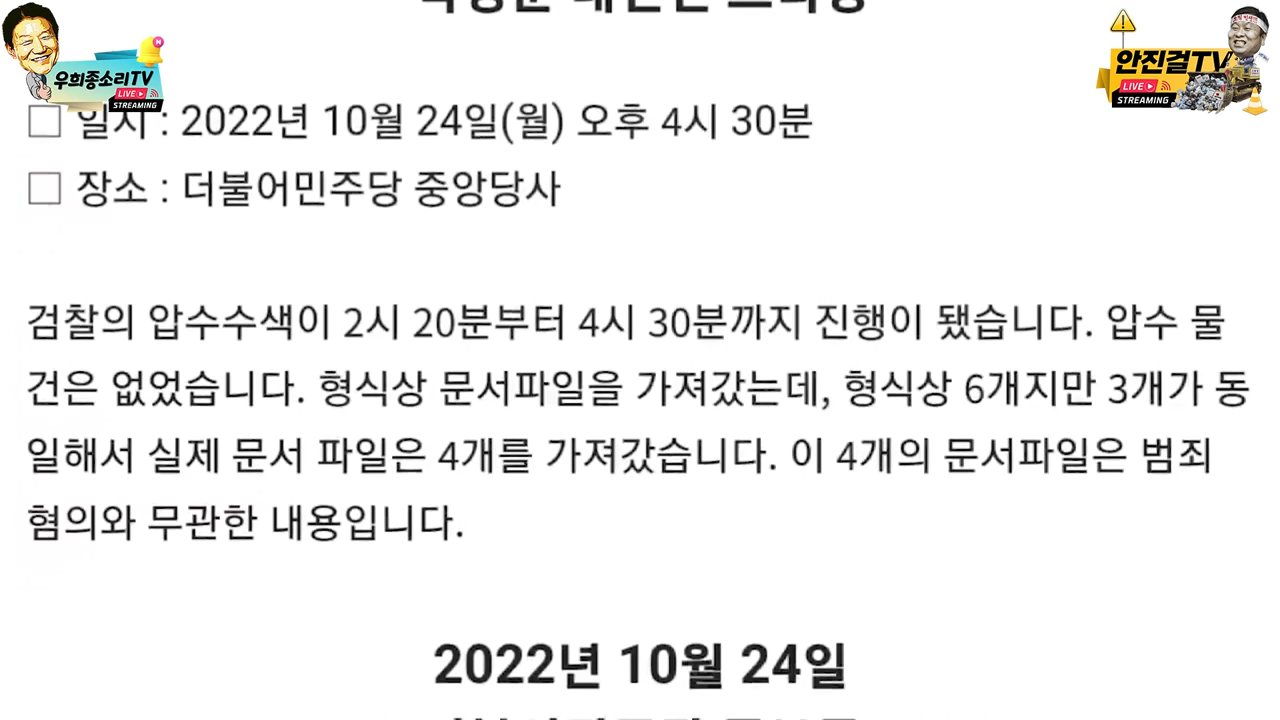 우희종소리TV
LIVE
STREAMING
안진걸TV
LIVE
STREAMING
□ 일시 : 2022년 10월 24일(월) 오후 4시 30분
□ 장소 : 더불어민주당 중앙당사
검찰의 압수수색이 2시 20분부터 4시 30분까지 진행이 됐습니다. 압수 물
건은 없었습니다. 형식상 문서파일을 가져갔는데, 형식상 6개지만 3개가 동
일해서 실제 문서 파일은 4개를 가져갔습니다. 이 4개의 문서파일은 범죄
혐의와 무관한 내용입니다.
2022년 10월 24일